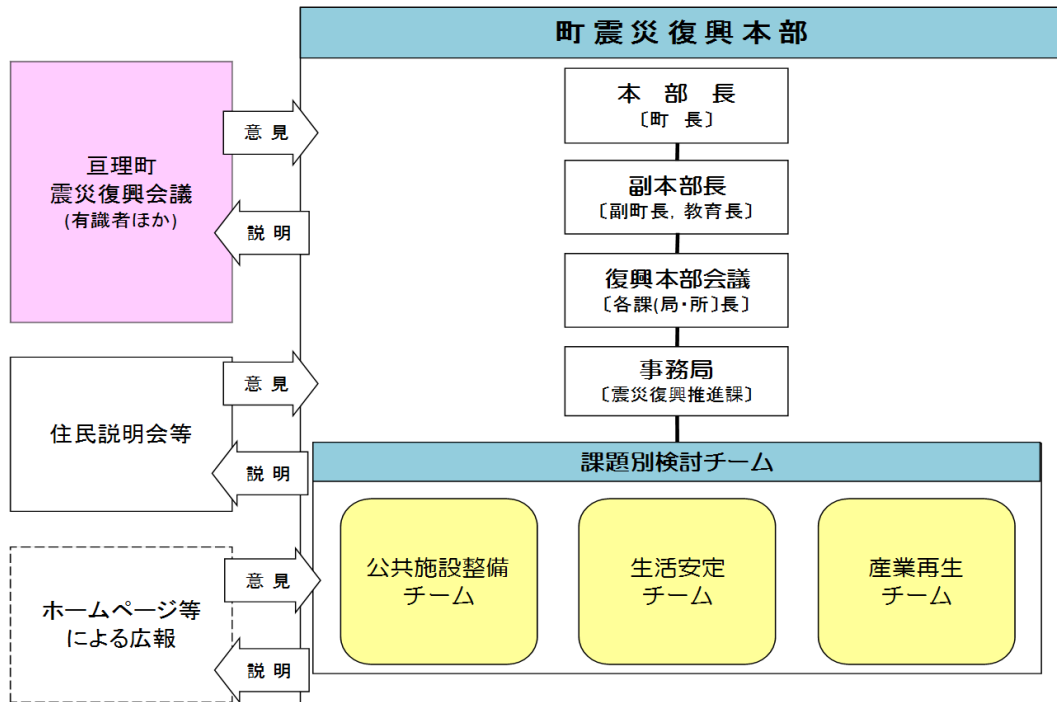 町震災復興本部
本　部　長
〔町　長〕
副本部長
〔副町長, 教育長〕
復興本部会議
〔各課(局・所)長〕
事務局
〔震災復興推進課〕
課題別検討チーム
公共施設整備
チーム
生活安定
チーム
産業再生
チーム
亘理町
震災復興会議
(有識者ほか)
意 見
説 明
住民説明会等
意 見
説 明
ホームページ等
による広報
意 見
説 明